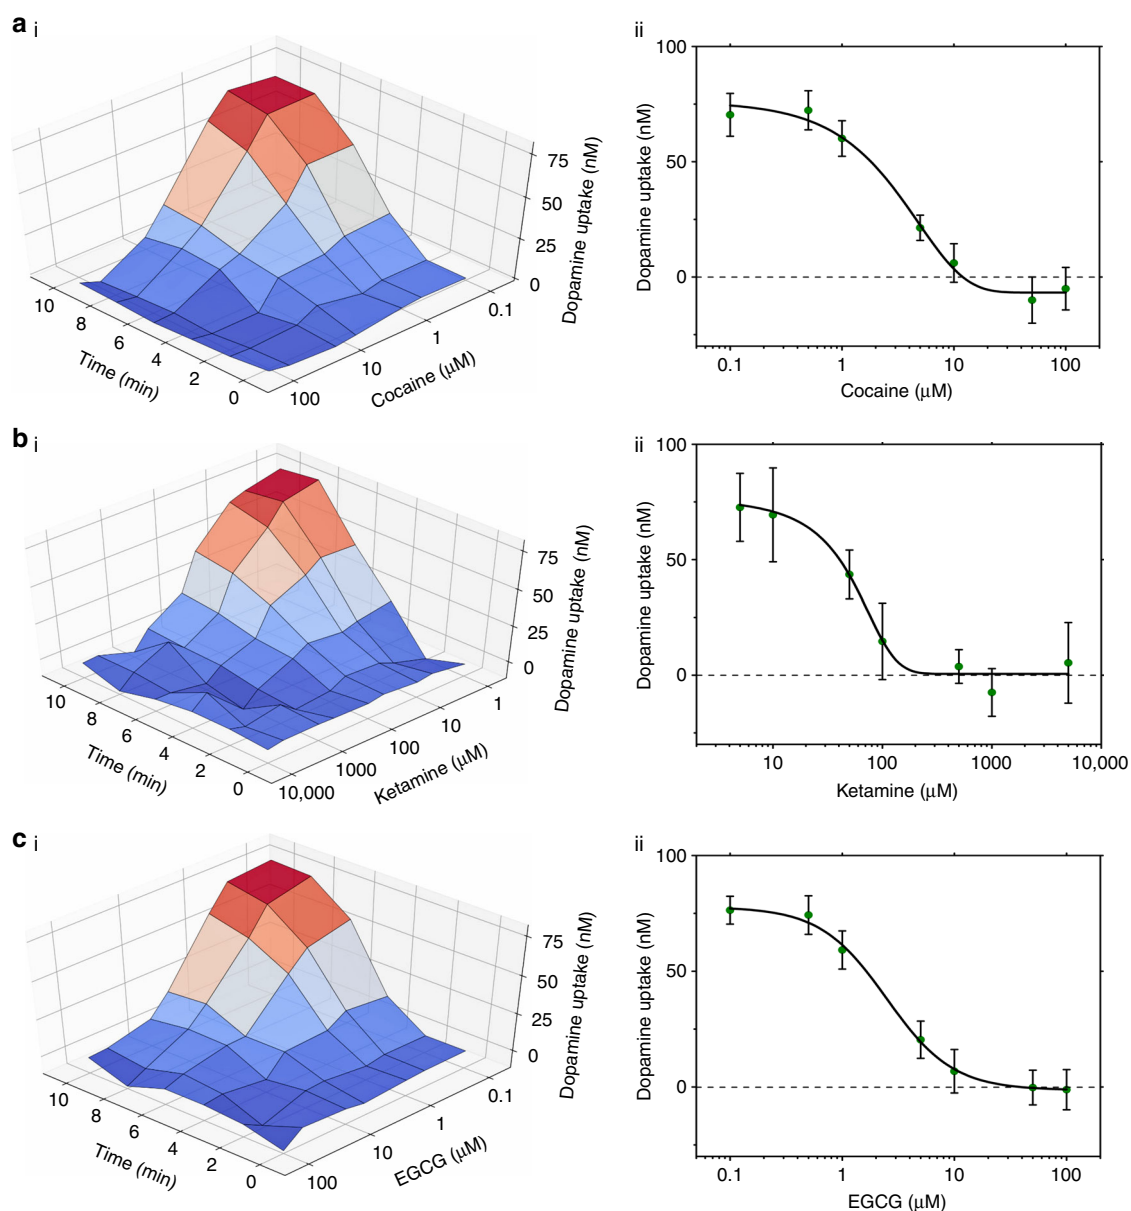 a i
75
50
25
0
Dopamine uptake (nM)
10
8
6
4
2
0
Time (min)
100
10
1
0.1
Cocaine (μM)
ii
100
50
0
Dopamine uptake (nM)
0.1 1 10 100
Cocaine (μM)
b i
75
50
25
0
Dopamine uptake (nM)
10
8
6
4
2
0
Time (min)
10,000
1000
100
10
1
Ketamine (μM)
ii
100
50
0
Dopamine uptake (nM)
10 100 1000 10,000
Ketamine (μM)
c i
75
50
25
0
Dopamine uptake (nM)
10
8
6
4
2
0
Time (min)
100
10
1
0.1
EGCG (μM)
ii
100
50
0
Dopamine uptake (nM)
0.1 1 10 100
EGCG (μM)